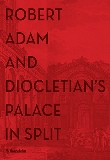 ROBERT
ADAM
AND
DIOCLETIAN'S
PALACE
IN SPLIT